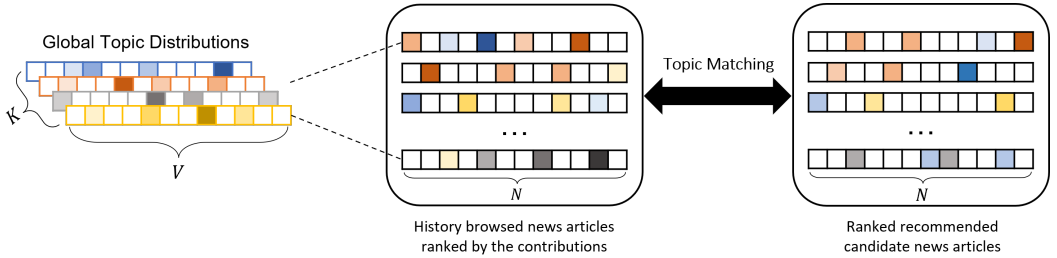 Global Topic Distributions
K
V
...
N
History browsed news articles
ranked by the contributions
Topic Matching
...
N
Ranked recommended
candidate news articles